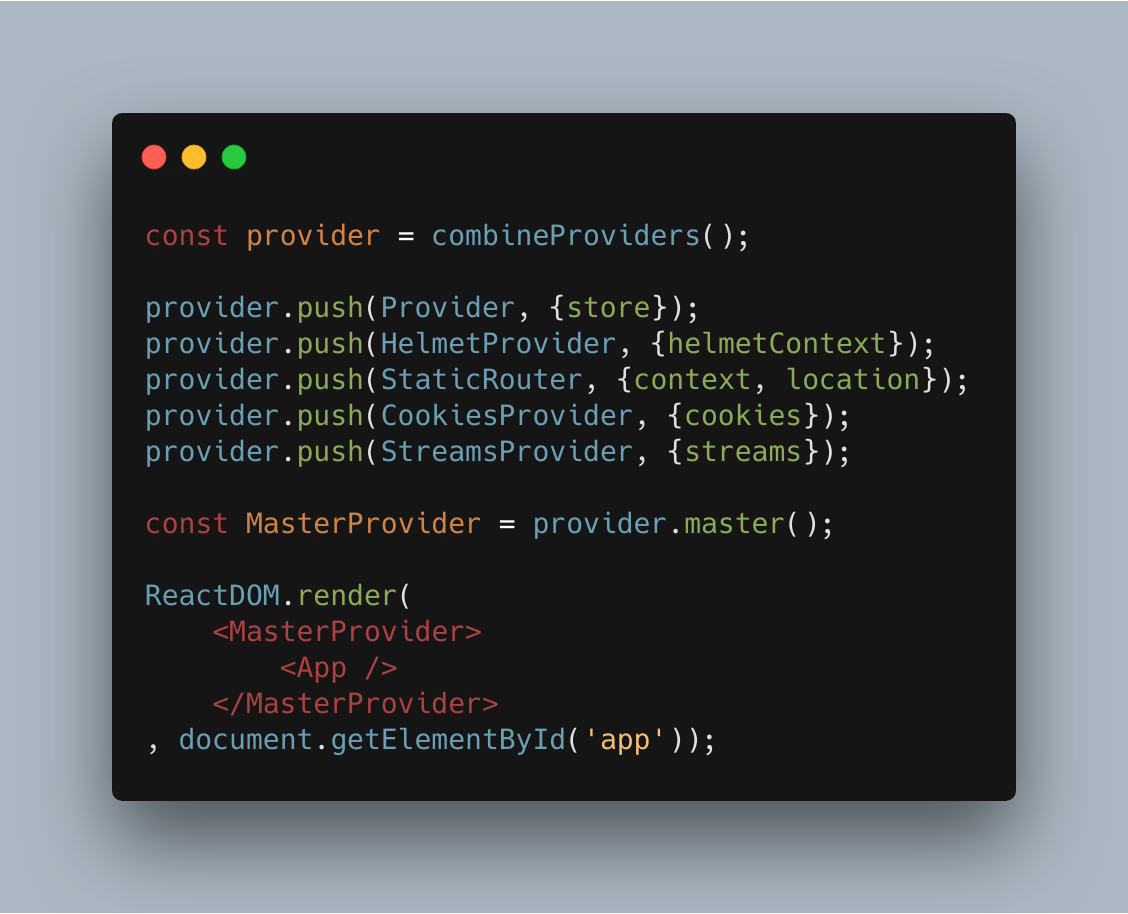 const provider = combineProviders();
provider.push(Provider, {store});
provider.push(HelmetProvider, {helmetContext});
provider.push(StaticRouter, {context, location});
provider.push(CookiesProvider, {cookies});
provider.push(StreamsProvider, {streams});
const MasterProvider = provider.master();
ReactDOM.render(
    <MasterProvider>
        <App />
    </MasterProvider>
, document.getElementById('app'));